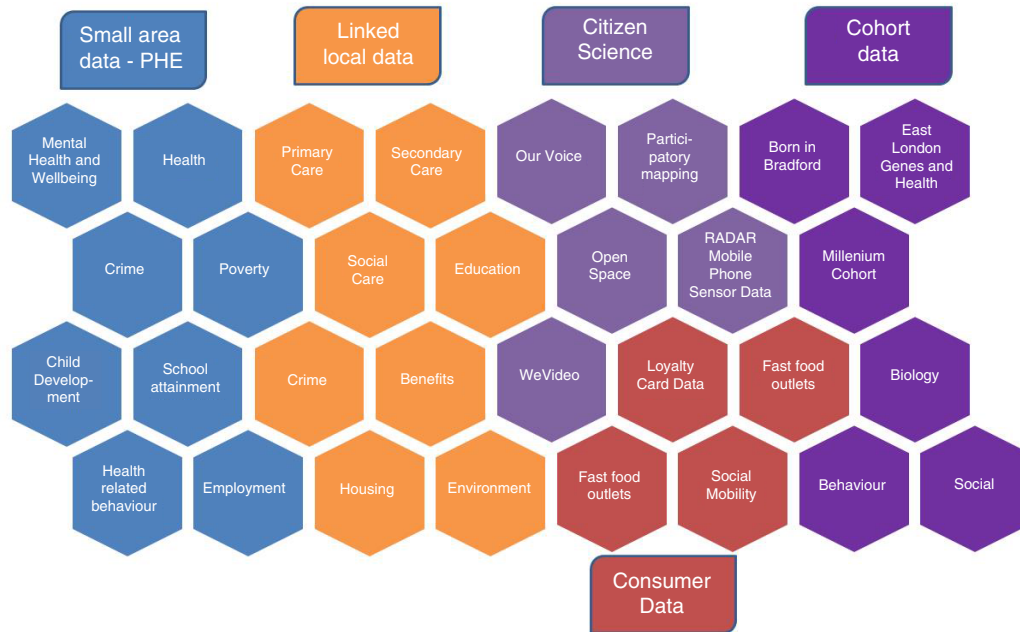 Small area
data - PHE
Linked
local data
Citizen
Science
Cohort
data
Mental
Health and
Wellbeing
Health
Primary
Care
Secondary
Care
Our Voice
Partici-
patory
mapping
Born in
Bradford
East
London
Genes and
Health
Crime
Poverty
Social
Care
Education
Open
Space
RADAR
Mobile
Phone
Sensor Data
Millenium
Cohort
Child
Develop-
ment
School
attainment
Crime
Benefits
WeVideo
Loyalty
Card Data
Fast food
outlets
Biology
Health
related
behaviour
Employment
Housing
Environment
Fast food
outlets
Social
Mobility
Behaviour
Social
Consumer
Data